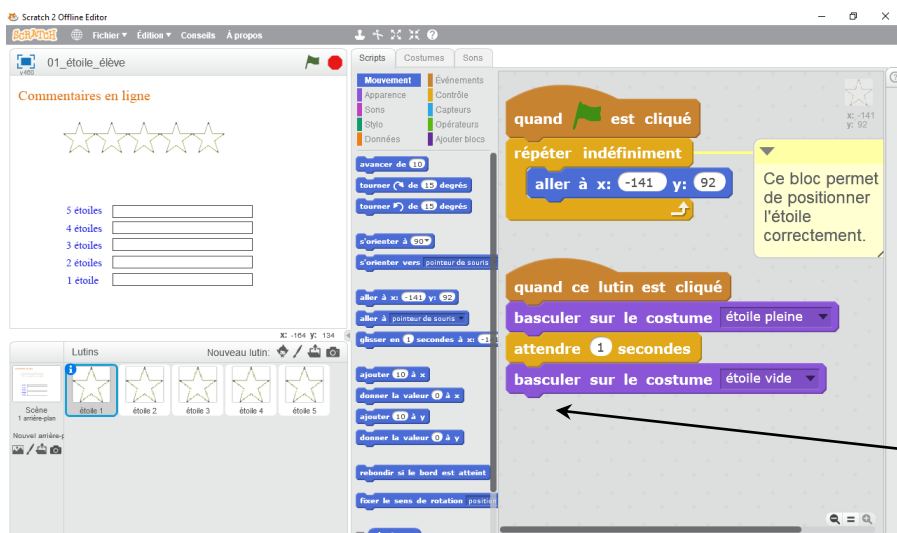 Scratch 2 Offline Editor
SCRATCH Fichier Édition Conseils À propos
v460
01_étoile_élève
Commentaires en ligne
5 étoiles
4 étoiles
3 étoiles
2 étoiles
1 étoile
X: -164 Y: 134
Lutins
Nouveau lutin:
Scène
1 arrière-plan
étoile 1
étoile 2
étoile 3
étoile 4
étoile 5
Nouvel arrière-p
Scripts Costumes Sons
Mouvement Événements
Apparence Contrôle
Sons Capteurs
Stylo Opérateurs
Données Ajouter blocs
avancer de 10
tourner de 15 degrés
tourner de 15 degrés
s'orienter à 90
s'orienter vers pointeur de souris
aller à x: -141 y: 92
aller à pointeur de souris
glisser en 1 secondes à x: -1
ajouter 10 à x
donner la valeur 0 à x
ajouter 10 à y
donner la valeur 0 à y
rebondir si le bord est atteint
fixer le sens de rotation position
quand est cliqué
répéter indéfiniment
aller à x: -141 y: 92
x: -141
y: 92
Ce bloc permet
de positionner
l'étoile
correctement.
quand ce lutin est cliqué
basculer sur le costume étoile pleine
attendre 1 secondes
basculer sur le costume étoile vide